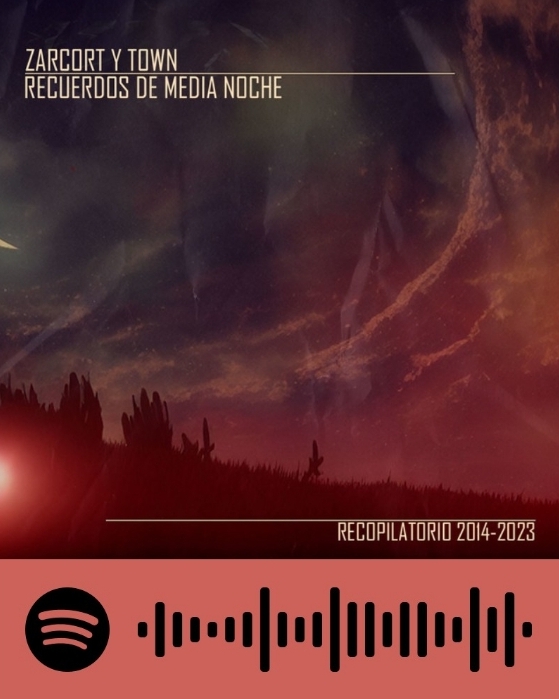 ZARCORT Y TOWN
RECUERDOS DE MEDIA NOCHE
RECOPILATORIO 2014-2023